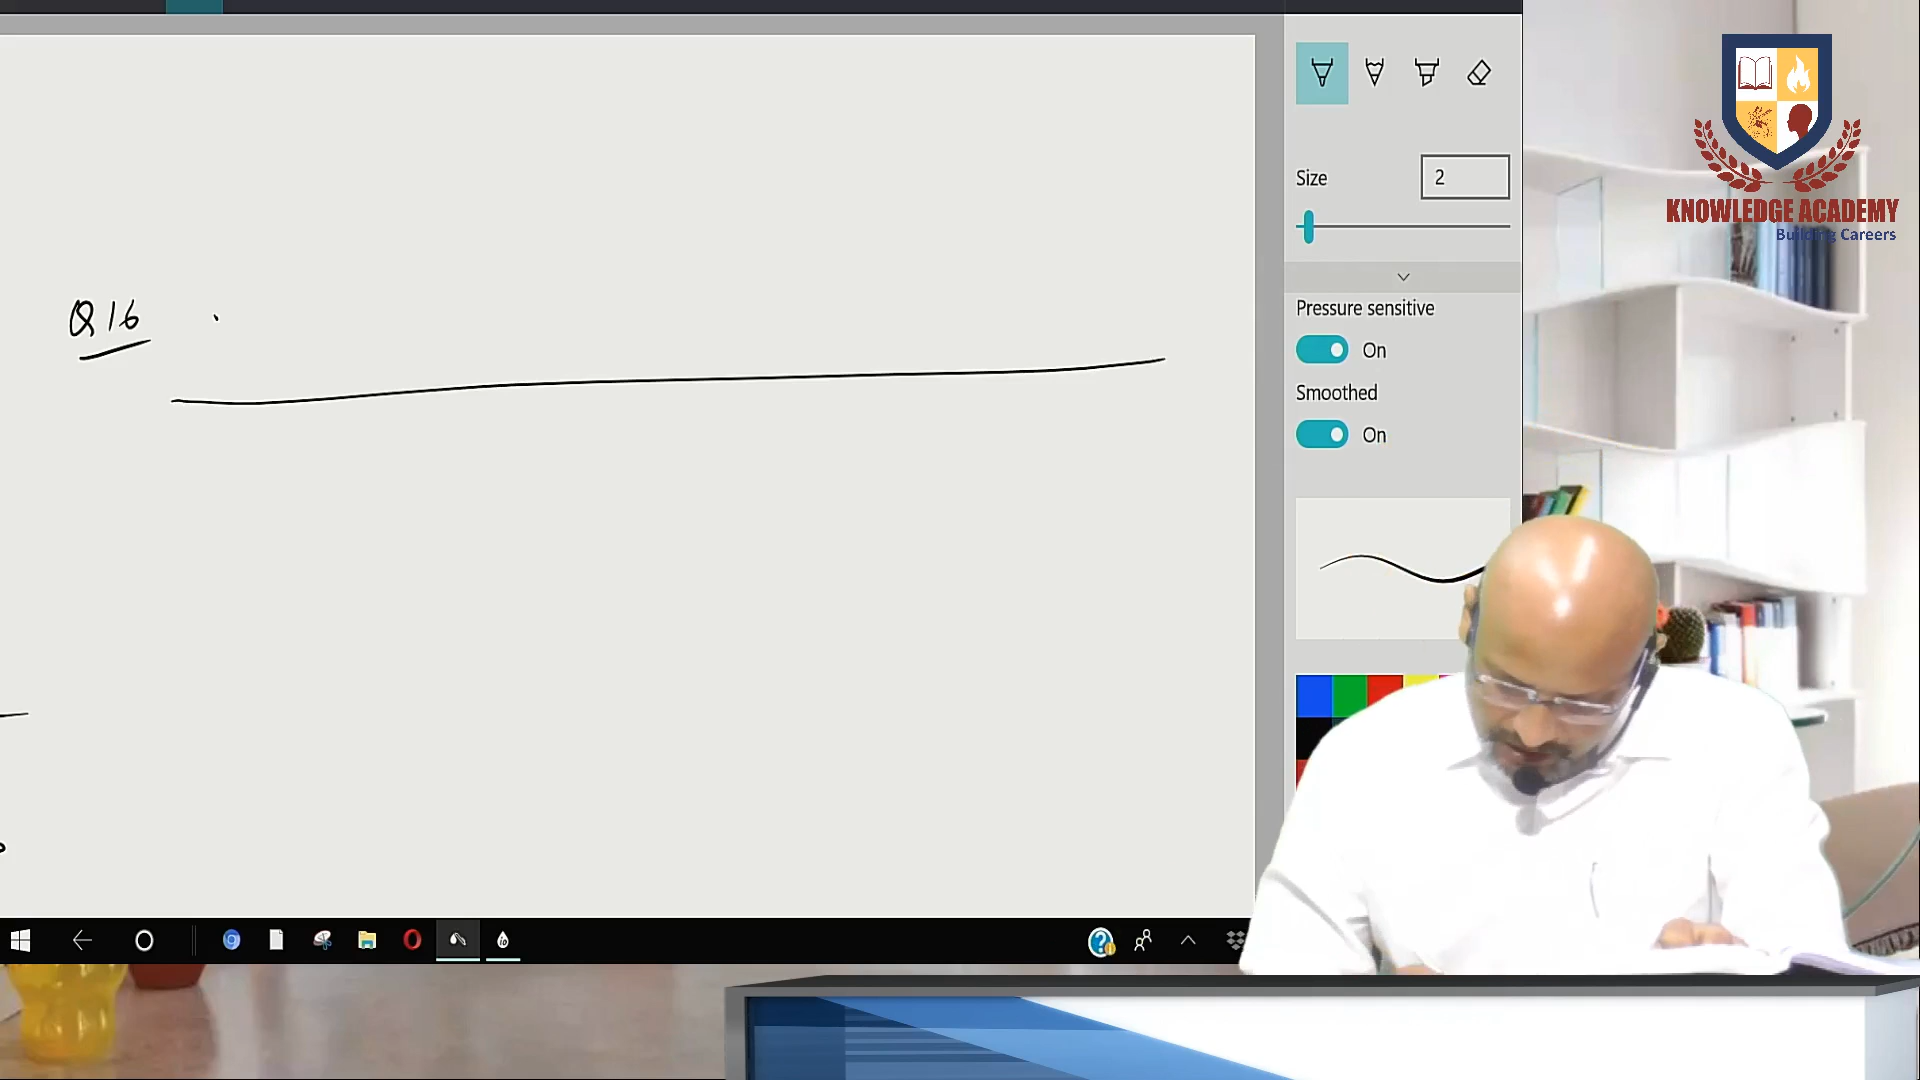 KNOWLEDGE ACADEMY
Building Careers
Size
2
Pressure sensitive
On
Smoothed
On
Q16